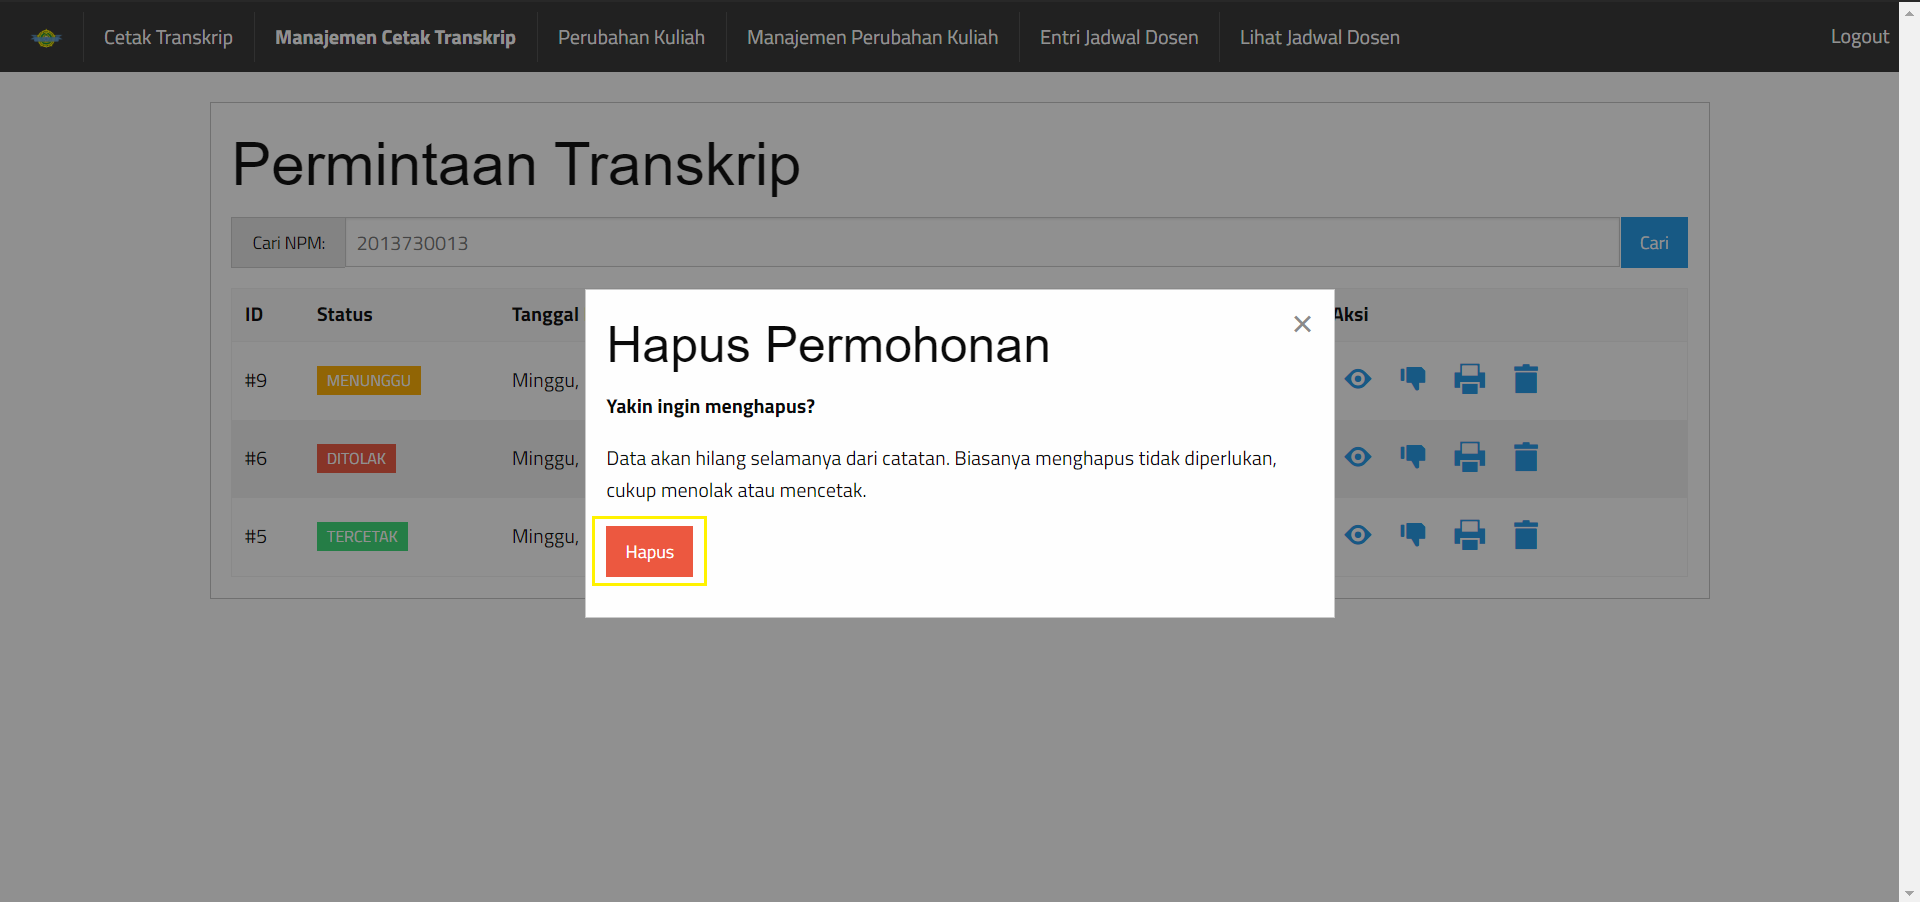 Cetak Transkrip
Manajemen Cetak Transkrip
Perubahan Kuliah
Manajemen Perubahan Kuliah
Entri Jadwal Dosen
Lihat Jadwal Dosen
Logout
Permintaan Transkrip
Cari NPM:
2013730013
Cari
ID
Status
Tanggal
Aksi
#9
MENUNGGU
Minggu,
#6
DITOLAK
Minggu,
#5
TERCETAK
Minggu,
Hapus Permohonan
Yakin ingin menghapus?
Data akan hilang selamanya dari catatan. Biasanya menghapus tidak diperlukan,
cukup menolak atau mencetak.
Hapus